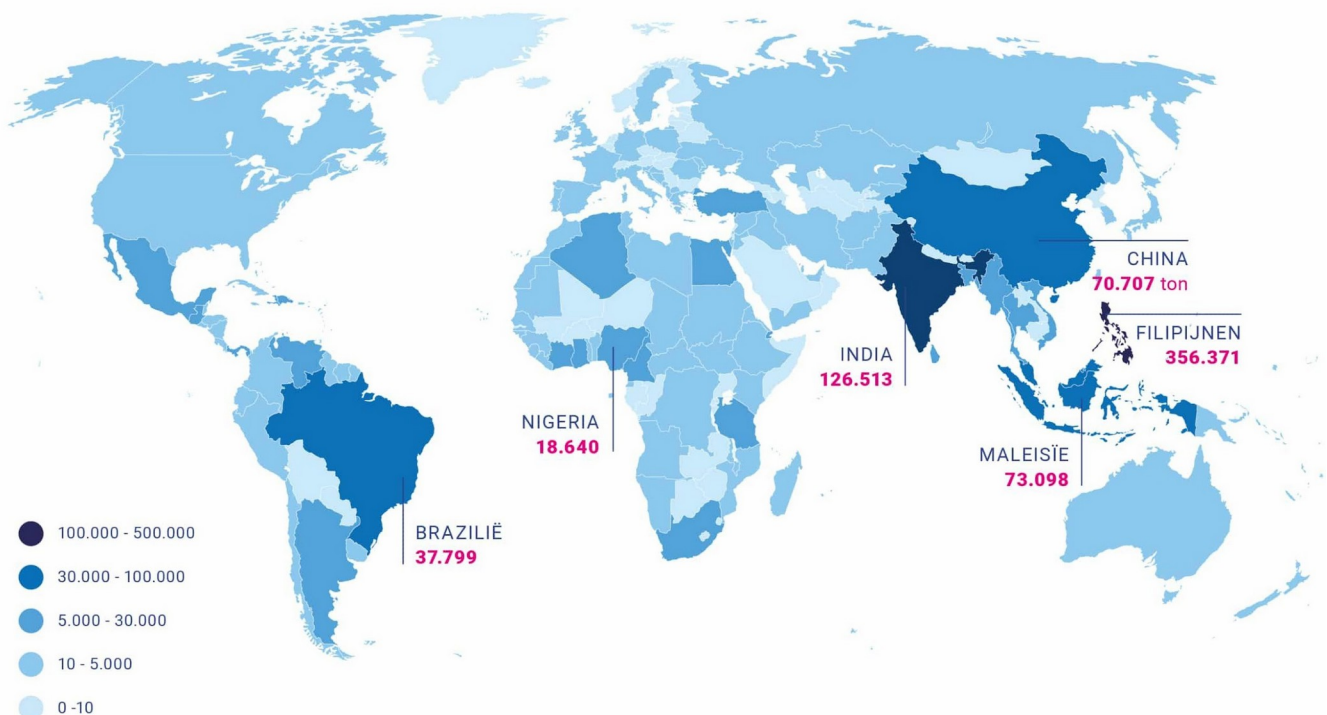 CHINA
70.707 ton
FILIPIJNEN
356.371
INDIA
126.513
NIGERIA
18.640
MALEISÏE
73.098
BRAZILIË
37.799
100.000 - 500.000
30.000 - 100.000
5.000 - 30.000
10 - 5.000
0 -10